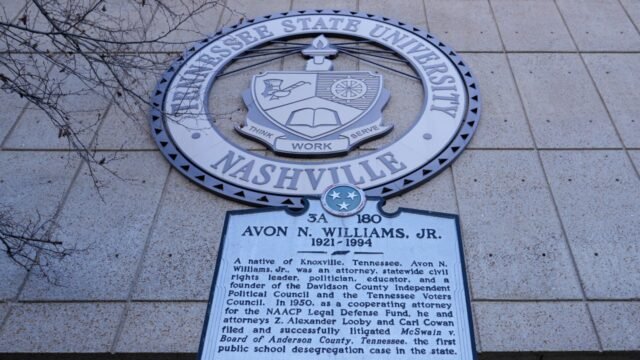 TENNESSEE STATE UNIVERSITY
THINK WORK SERVE
NASHVILLE
3A 180
AVON N. WILLIAMS, JR.
1921-1994
A native of Knoxville, Tennessee, Avon N.
Williams, Jr., was an attorney, statewide civil
rights leader, politician, educator, and a
founder of the Davidson County Independent
Political Council and the Tennessee Voters
Council. In 1950, as a cooperating attorney
for the NAACP Legal Defense Fund, he and
attorneys Z. Alexander Looby and Carl Cowan
filed and successfully litigated McSwain v.
Board of Anderson County, Tennessee, the first
public school desegregation case in the state